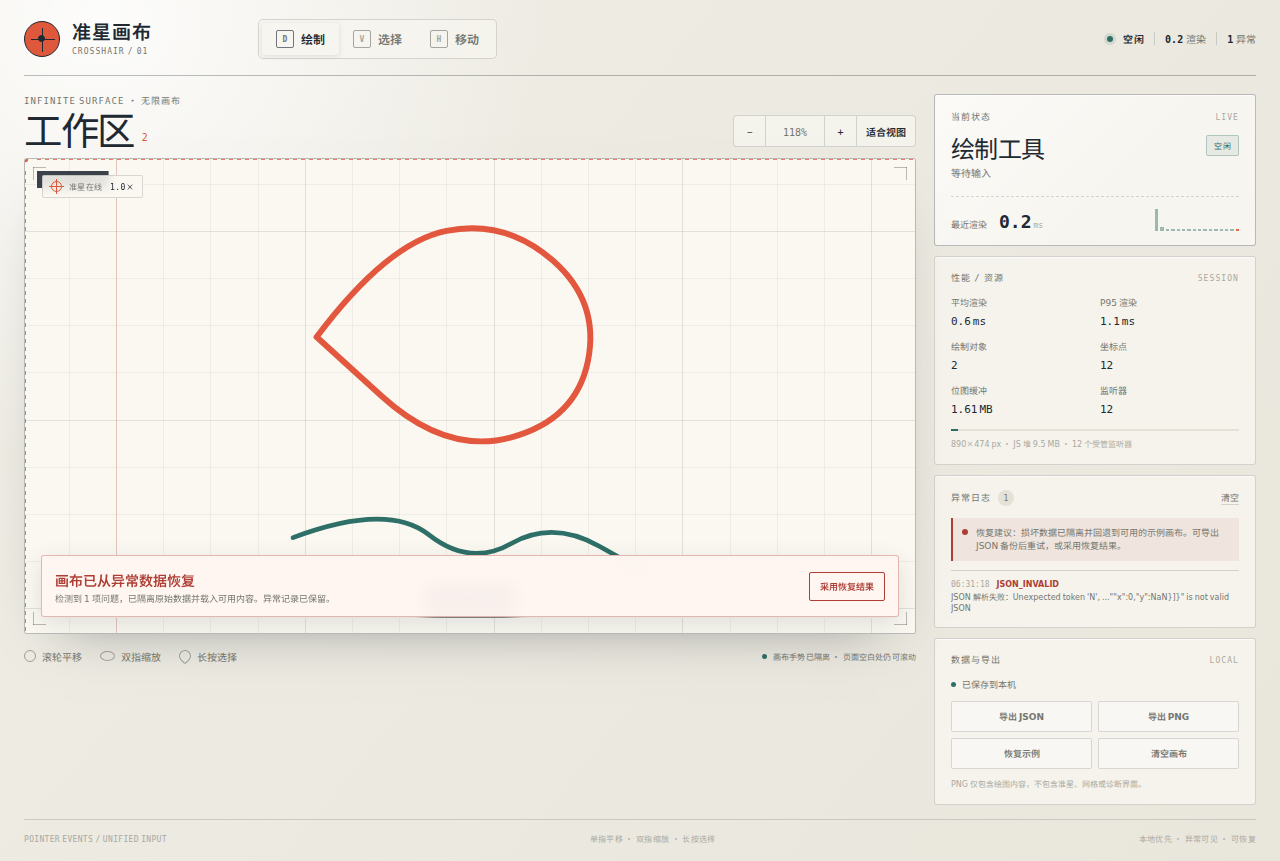 准星画布
CROSSHAIR / 01
D 绘制 V 选择 H 移动
空闲 0.2 渲染 1 异常
INFINITE SURFACE · 无限画布
工作区 2
− 118% + 适合视图
准星在线 1.0×
画布已从异常数据恢复
检测到 1 项问题，已隔离原始数据并载入可用内容。异常记录已保留。
采用恢复结果
滚轮平移 双指缩放 长按选择
画布手势已隔离 · 页面空白处仍可滚动
当前状态 LIVE
绘制工具 空闲
等待输入
最近渲染 0.2 ms
性能 / 资源 SESSION
平均渲染 P95 渲染
0.6 ms 1.1 ms
绘制对象 坐标点
2 12
位图缓冲 监听器
1.61 MB 12
890×474 px · JS 堆 9.5 MB · 12 个受管监听器
异常日志 1 清空
恢复建议：损坏数据已隔离并回退到可用的示例画布。可导出
JSON 备份后重试，或采用恢复结果。
06:31:18 JSON_INVALID
JSON 解析失败：Unexpected token 'N', ...""x":0,"y":NaN}]}" is not valid
JSON
数据与导出 LOCAL
已保存到本机
导出 JSON 导出 PNG
恢复示例 清空画布
PNG 仅包含绘图内容，不包含准星、网格或诊断界面。
POINTER EVENTS / UNIFIED INPUT
单指平移 · 双指缩放 · 长按选择
本地优先 · 异常可见 · 可恢复